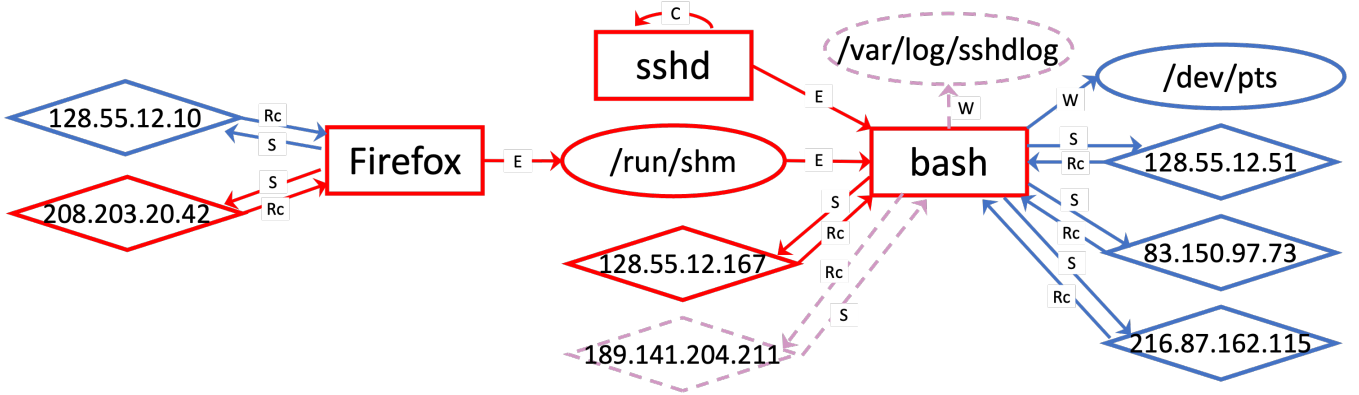 C
sshd
/var/log/sshdlog
/dev/pts
E
W
W
128.55.12.10
Rc
S
Firefox
E
/run/shm
E
bash
S
Rc
128.55.12.51
S
Rc
208.203.20.42
S
Rc
128.55.12.167
S
Rc
83.150.97.73
Rc
S
189.141.204.211
S
Rc
216.87.162.115